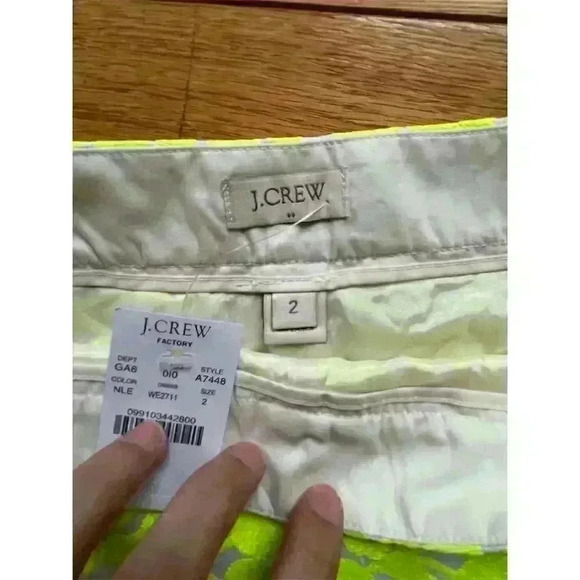 J.CREW
2
J.CREW
FACTORY
DEPT STYLE
GA6 0|0 A7448
COLOR SIZE
NLE WE2711 2
099103442800